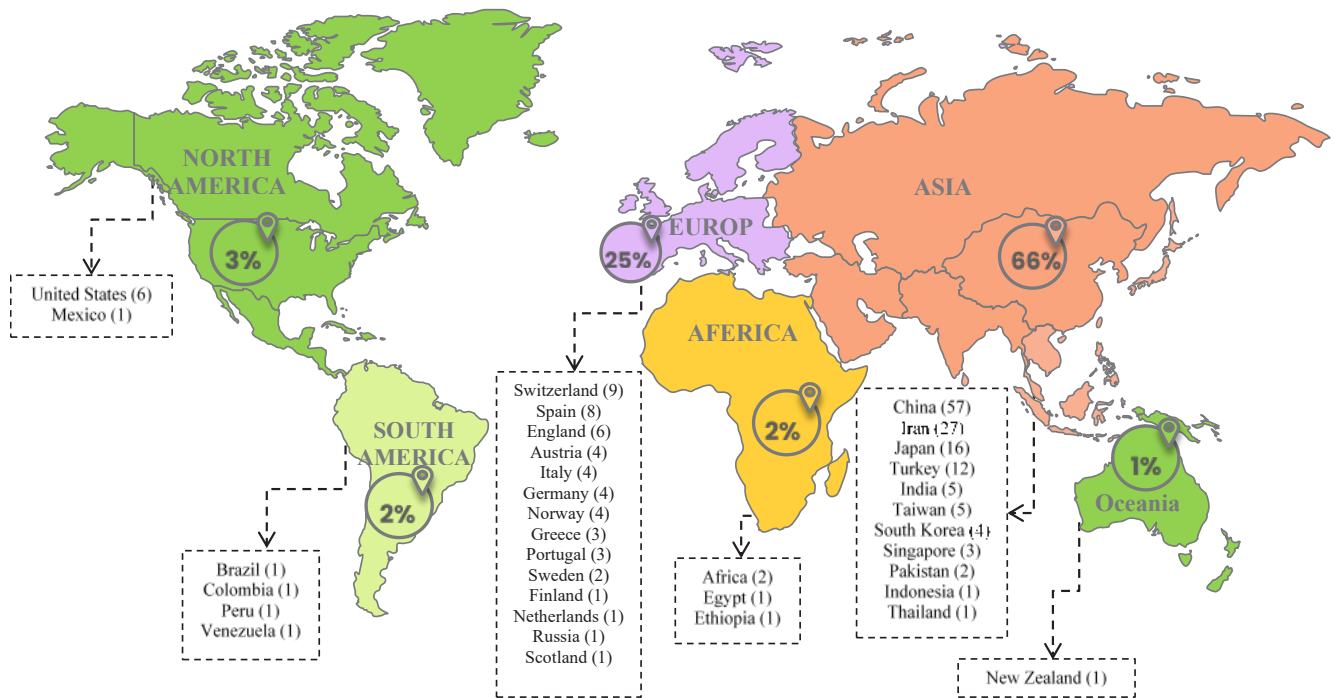 NORTH
AMERICA
3%
United States (6)
Mexico (1)
SOUTH
AMERICA
2%
Brazil (1)
Colombia (1)
Peru (1)
Venezuela (1)
EUROP
25%
Switzerland (9)
Spain (8)
England (6)
Austria (4)
Italy (4)
Germany (4)
Norway (4)
Greece (3)
Portugal (3)
Sweden (2)
Finland (1)
Netherlands (1)
Russia (1)
Scotland (1)
AFERICA
2%
Africa (2)
Egypt (1)
Ethiopia (1)
ASIA
66%
China (57)
Iran (27)
Japan (16)
Turkey (12)
India (5)
Taiwan (5)
South Korea (4)
Singapore (3)
Pakistan (2)
Indonesia (1)
Thailand (1)
1%
Oceania
New Zealand (1)